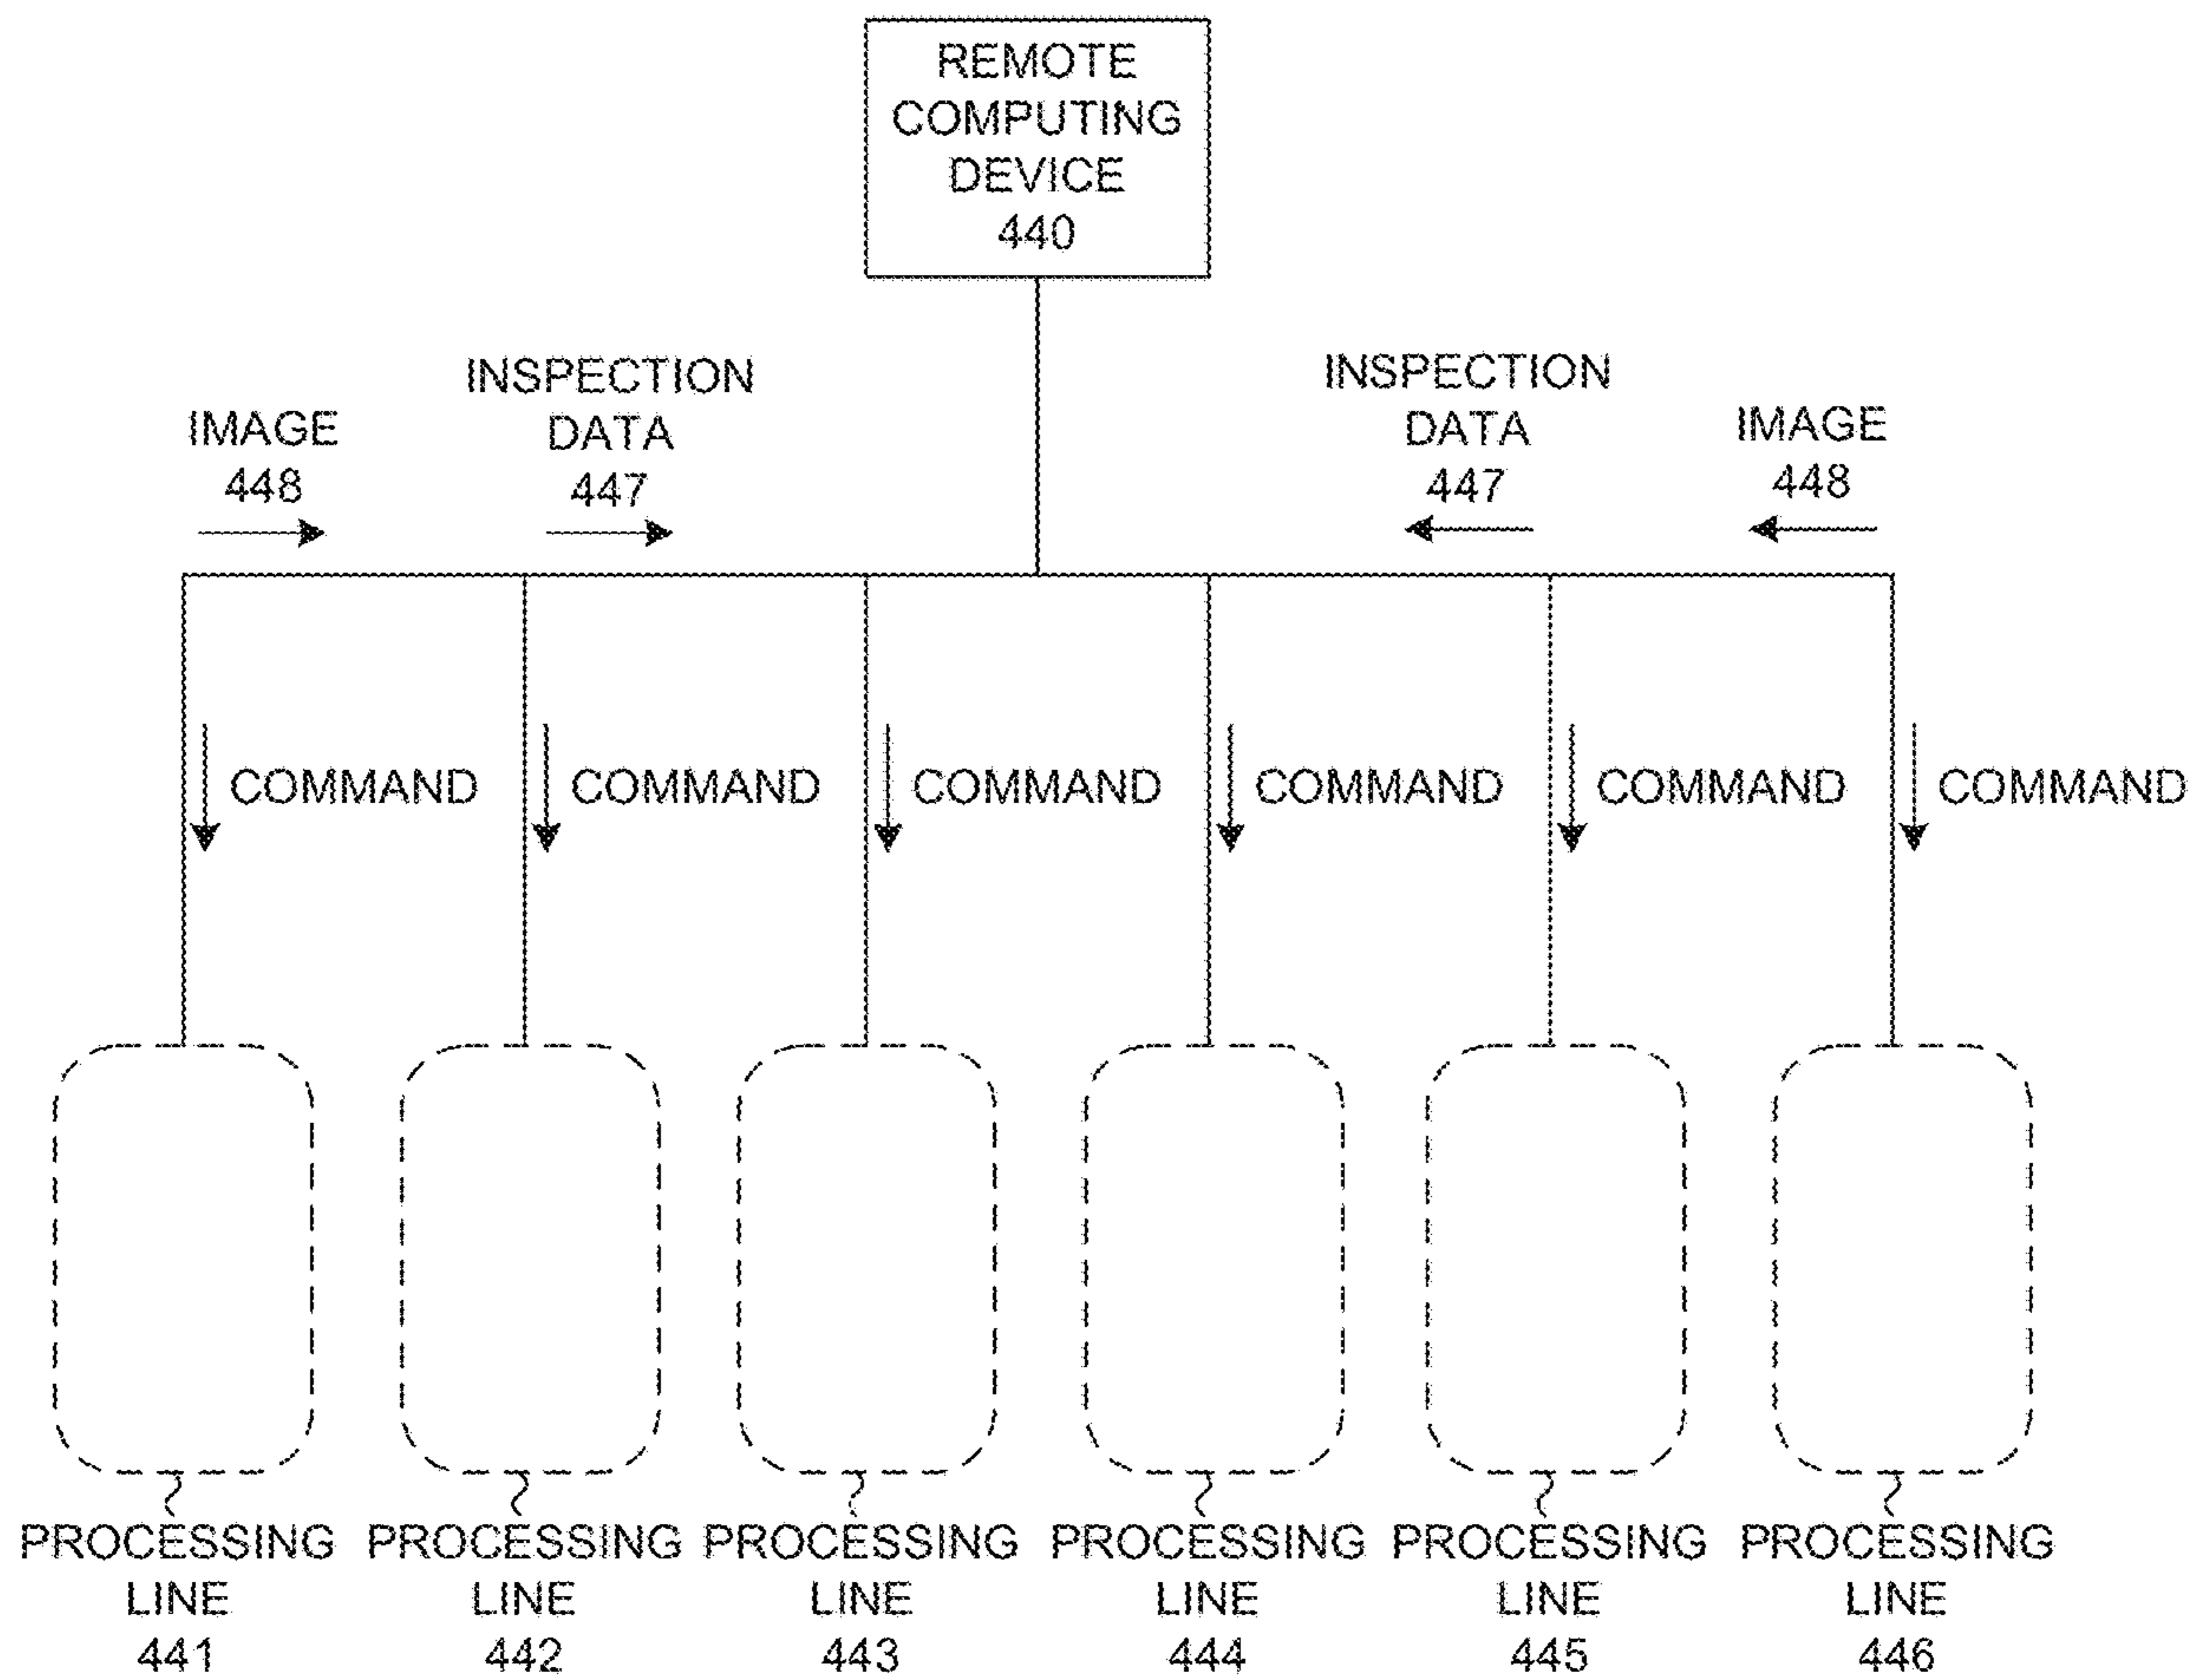 REMOTE
COMPUTING
DEVICE
440
IMAGE
448
INSPECTION
DATA
447
INSPECTION
DATA
447
IMAGE
448
COMMAND
COMMAND
COMMAND
COMMAND
COMMAND
COMMAND
PROCESSING
LINE
441
PROCESSING
LINE
442
PROCESSING
LINE
443
PROCESSING
LINE
444
PROCESSING
LINE
445
PROCESSING
LINE
446